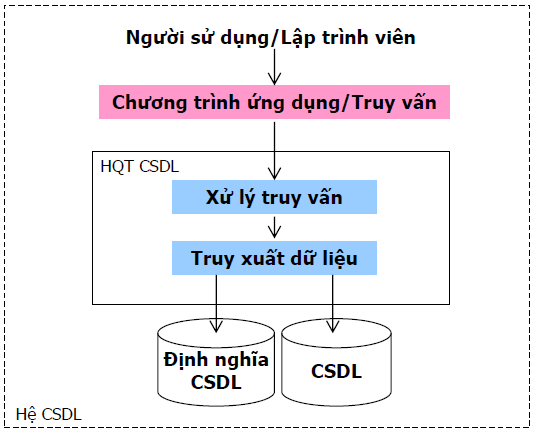 Người sử dụng/Lập trình viên
Chương trình ứng dụng/Truy vấn
HQT CSDL
Xử lý truy vấn
Truy xuất dữ liệu
Định nghĩa
CSDL
CSDL
Hệ CSDL